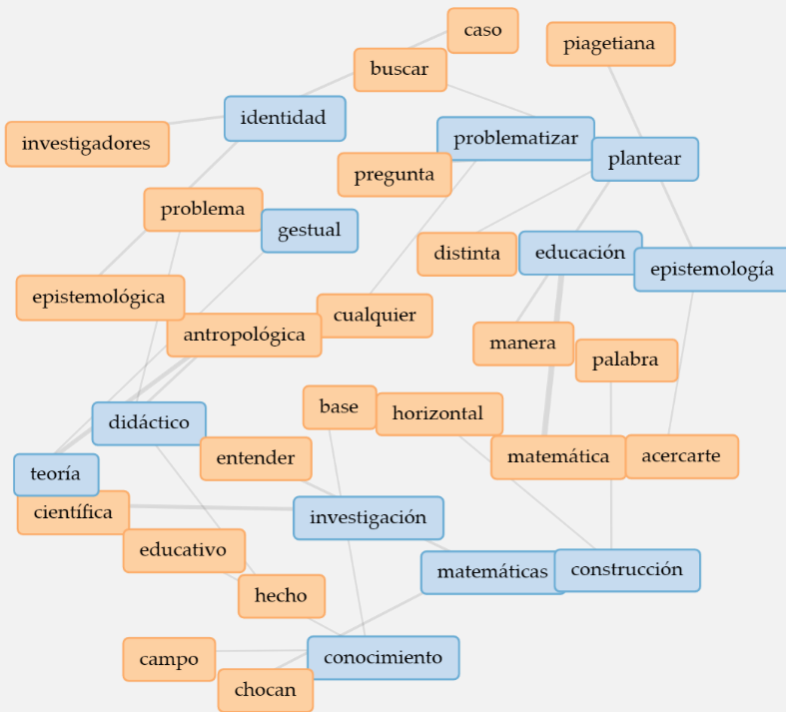 caso
piagetiana
buscar
identidad
problematizar
investigadores
plantear
pregunta
problema
gestual
distinta
educación
epistemología
epistemológica
cualquier
antropológica
manera
palabra
base
horizontal
didáctico
entender
matemática
acercarte
teoría
científica
investigación
educativo
matemáticas
construcción
hecho
campo
conocimiento
chocan